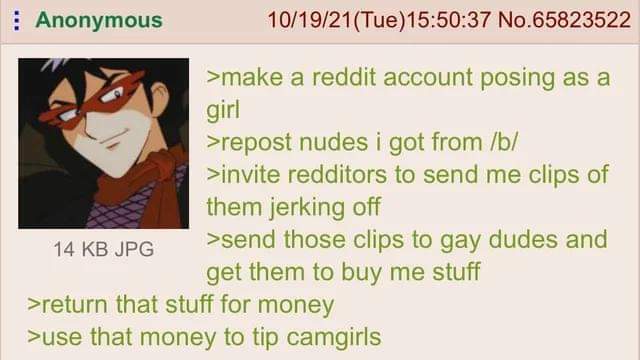 Anonymous 10/19/21(Tue)15:50:37 No.65823522
>make a reddit account posing as a
girl
>repost nudes i got from /b/
>invite redditors to send me clips of
them jerking off
>send those clips to gay dudes and
get them to buy me stuff
14 KB JPG
>return that stuff for money
>use that money to tip camgirls